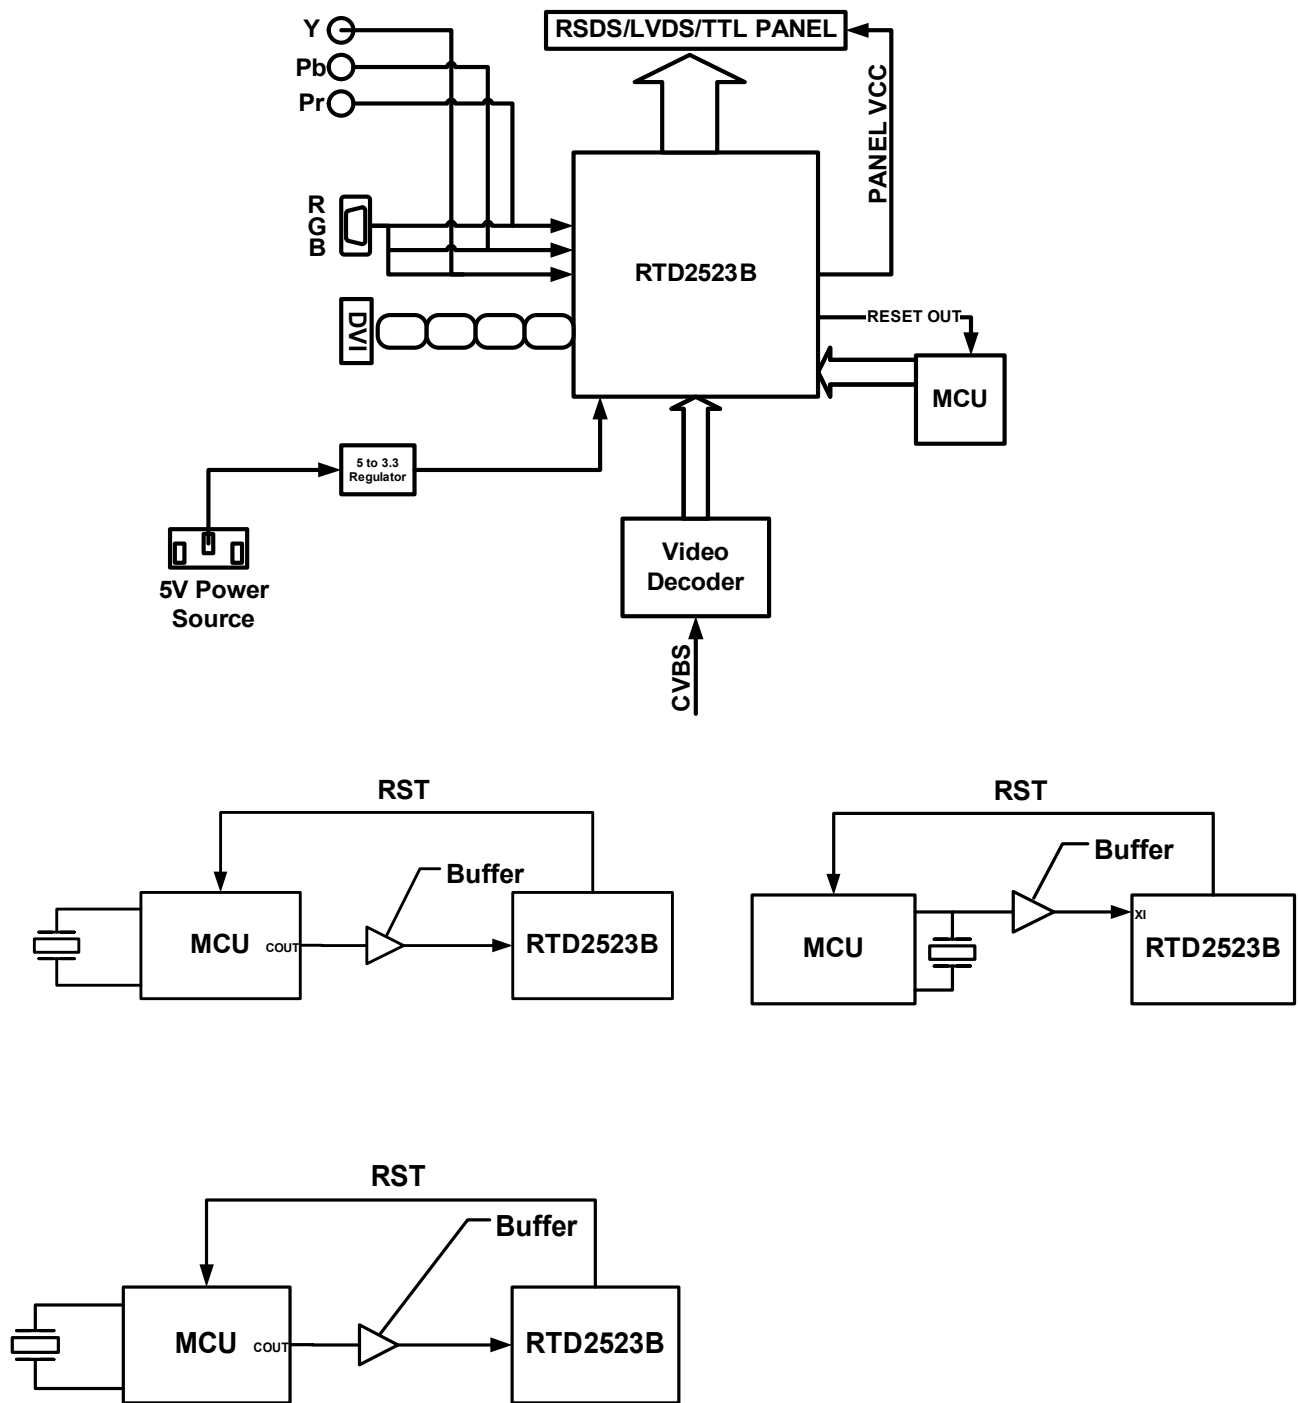 Y
RSDS/LVDS/TTL PANEL
Pb
Pr
PANEL VCC
R
G
B
RTD2523B
DVI
RESET OUT
MCU
5 to 3.3
Regulator
5V Power
Source
Video
Decoder
CVBS
RST
Buffer
MCU
COUT
RTD2523B
RST
Buffer
MCU
XI
RTD2523B
RST
Buffer
MCU
COUT
RTD2523B